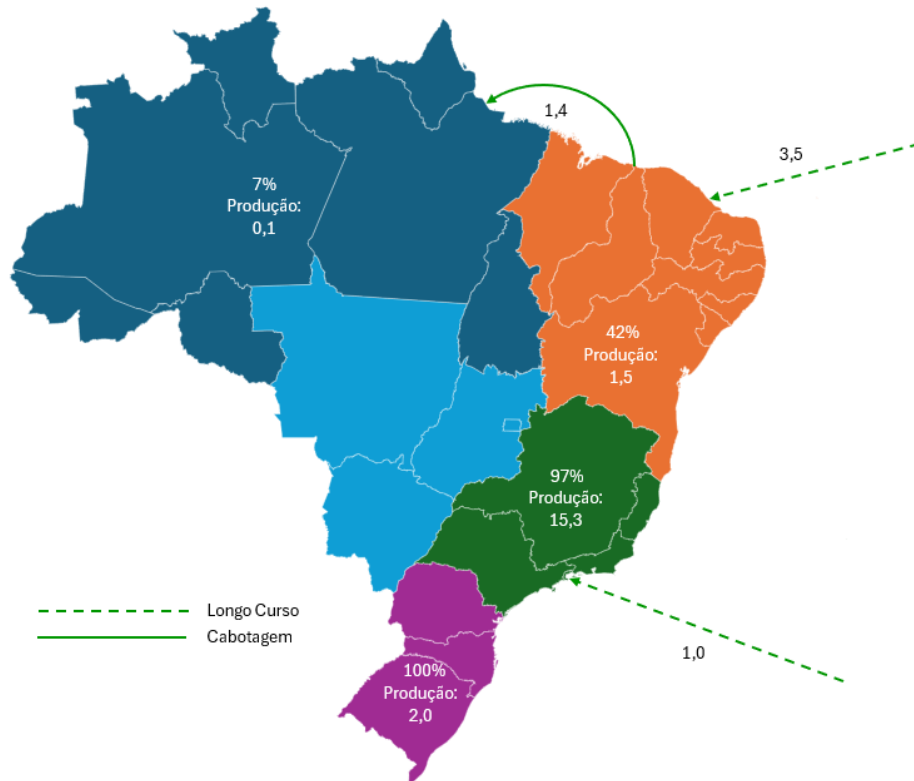 1,4
3,5
7%
Produção:
0,1
42%
Produção:
1,5
97%
Produção:
15,3
Longo Curso
Cabotagem
1,0
100%
Produção:
2,0